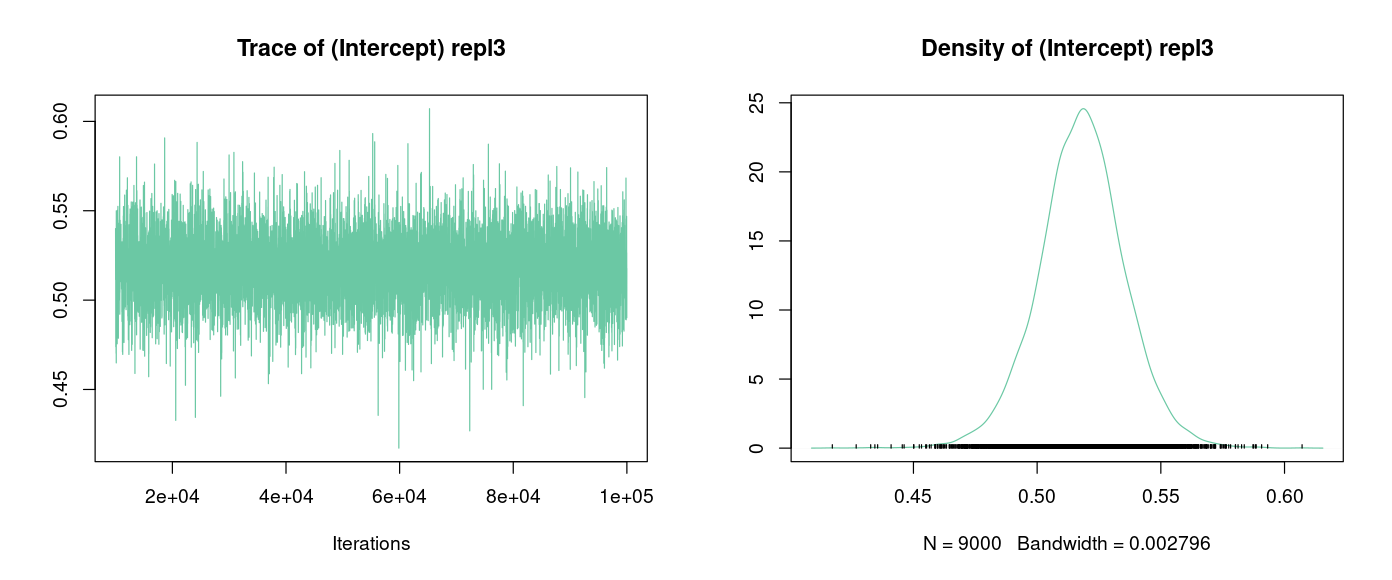 Trace of (Intercept) repl3
0.60
0.55
0.50
0.45
2e+04 4e+04 6e+04 8e+04 1e+05
Iterations
Density of (Intercept) repl3
25
20
15
10
5
0
0.45 0.50 0.55 0.60
N = 9000 Bandwidth = 0.002796